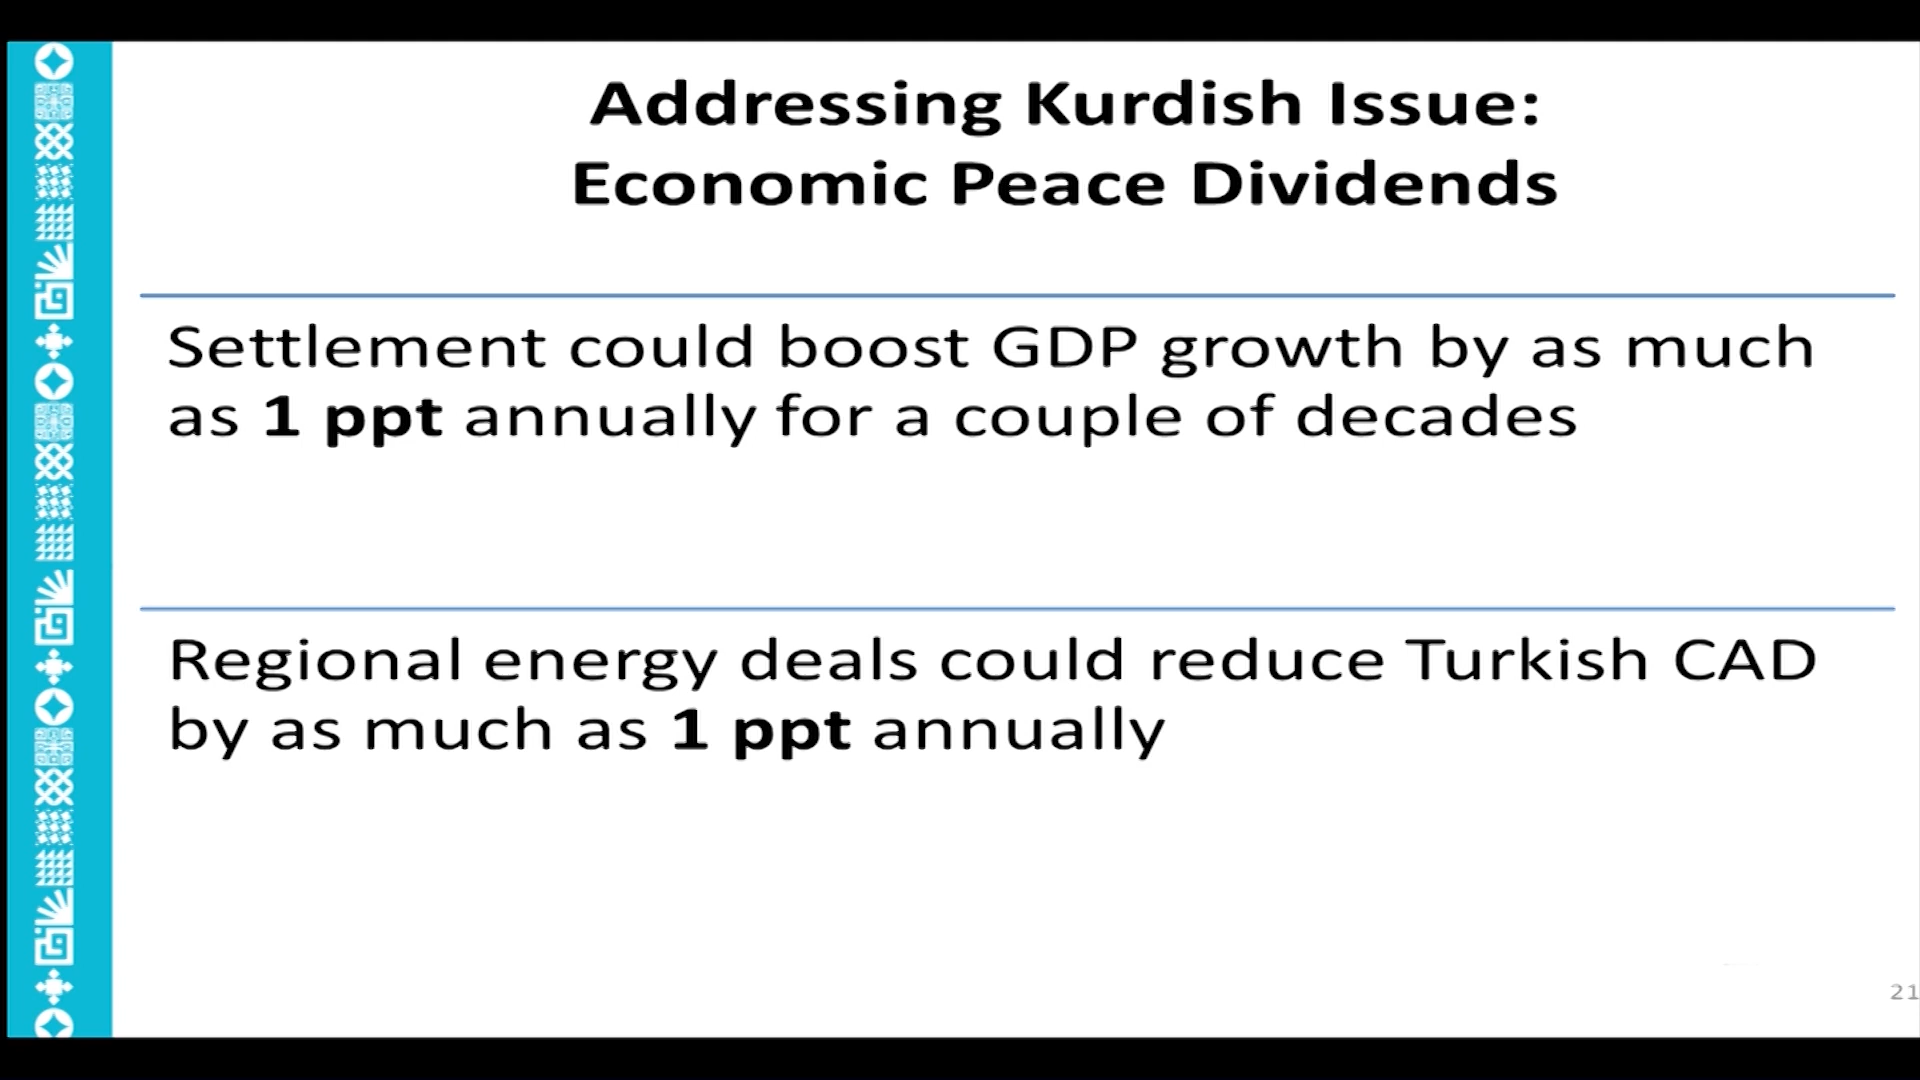 Addressing Kurdish Issue:
Economic Peace Dividends
Settlement could boost GDP growth by as much
as 1 ppt annually for a couple of decades
Regional energy deals could reduce Turkish CAD
by as much as 1 ppt annually
21